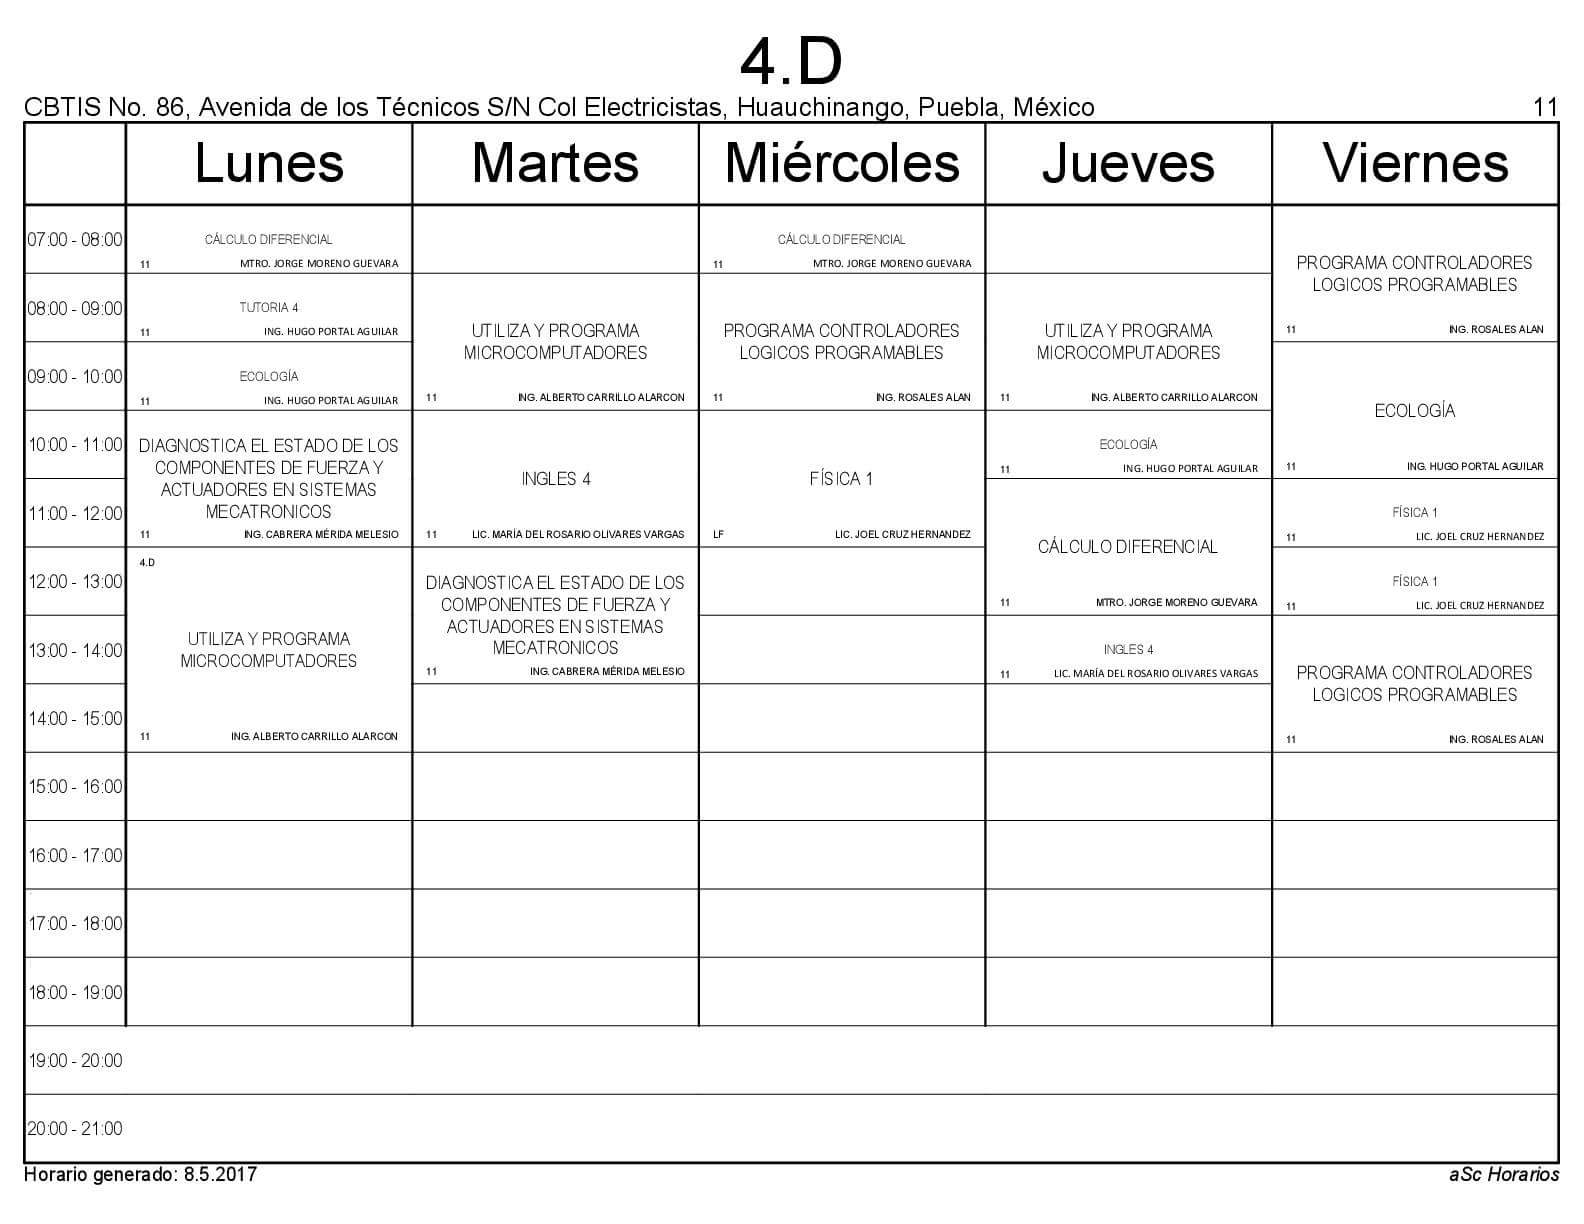 4.D
CBTIS No. 86, Avenida de los Técnicos S/N Col Electricistas, Huauchinango, Puebla, México 11
Lunes Martes Miércoles Jueves Viernes
07:00 - 08:00
08:00 - 09:00
09:00 - 10:00
10:00 - 11:00
11:00 - 12:00
12:00 - 13:00
13:00 - 14:00
14:00 - 15:00
15:00 - 16:00
16:00 - 17:00
17:00 - 18:00
18:00 - 19:00
19:00 - 20:00
20:00 - 21:00
CÁLCULO DIFERENCIAL
11 MTRO. JORGE MORENO GUEVARA
TUTORIA 4
11 ING. HUGO PORTAL AGUILAR
ECOLOGÍA
11 ING. HUGO PORTAL AGUILAR
DIAGNOSTICA EL ESTADO DE LOS
COMPONENTES DE FUERZA Y
ACTUADORES EN SISTEMAS
MECATRONICOS
11 ING. CABRERA MÉRIDA MELESIO
4.D
UTILIZA Y PROGRAMA
MICROCOMPUTADORES
11 ING. ALBERTO CARRILLO ALARCON
UTILIZA Y PROGRAMA
MICROCOMPUTADORES
11 ING. ALBERTO CARRILLO ALARCON
INGLES 4
11 LIC. MARÍA DEL ROSARIO OLIVARES VARGAS
DIAGNOSTICA EL ESTADO DE LOS
COMPONENTES DE FUERZA Y
ACTUADORES EN SISTEMAS
MECATRONICOS
11 ING. CABRERA MÉRIDA MELESIO
CÁLCULO DIFERENCIAL
11 MTRO. JORGE MORENO GUEVARA
PROGRAMA CONTROLADORES
LOGICOS PROGRAMABLES
11 ING. ROSALES ALAN
FÍSICA 1
LF LIC. JOEL CRUZ HERNANDEZ
UTILIZA Y PROGRAMA
MICROCOMPUTADORES
11 ING. ALBERTO CARRILLO ALARCON
ECOLOGÍA
11 ING. HUGO PORTAL AGUILAR
CÁLCULO DIFERENCIAL
11 MTRO. JORGE MORENO GUEVARA
INGLES 4
11 LIC. MARÍA DEL ROSARIO OLIVARES VARGAS
PROGRAMA CONTROLADORES
LOGICOS PROGRAMABLES
11 ING. ROSALES ALAN
ECOLOGÍA
11 ING. HUGO PORTAL AGUILAR
FÍSICA 1
11 LIC. JOEL CRUZ HERNANDEZ
FÍSICA 1
11 LIC. JOEL CRUZ HERNANDEZ
PROGRAMA CONTROLADORES
LOGICOS PROGRAMABLES
11 ING. ROSALES ALAN
Horario generado: 8.5.2017 aSc Horarios